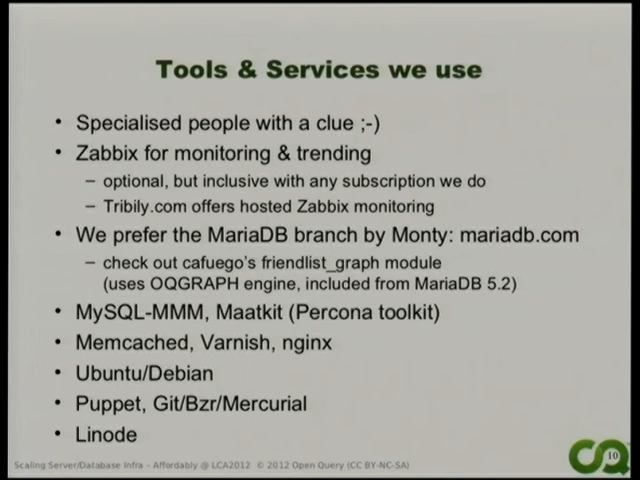 Tools & Services we use
• Specialised people with a clue ;-)
• Zabbix for monitoring & trending
– optional, but inclusive with any subscription we do
– Tribily.com offers hosted Zabbix monitoring
• We prefer the MariaDB branch by Monty: mariadb.com
– check out cafuego's friendlist_graph module
(uses OQGRAPH engine, included from MariaDB 5.2)
• MySQL-MMM, Maatkit (Percona toolkit)
• Memcached, Varnish, nginx
• Ubuntu/Debian
• Puppet, Git/Bzr/Mercurial
• Linode
Scaling Server/Database Infra – Affordably @ LCA2012 © 2012 Open Query (CC BY-NC-SA)
OQ
10